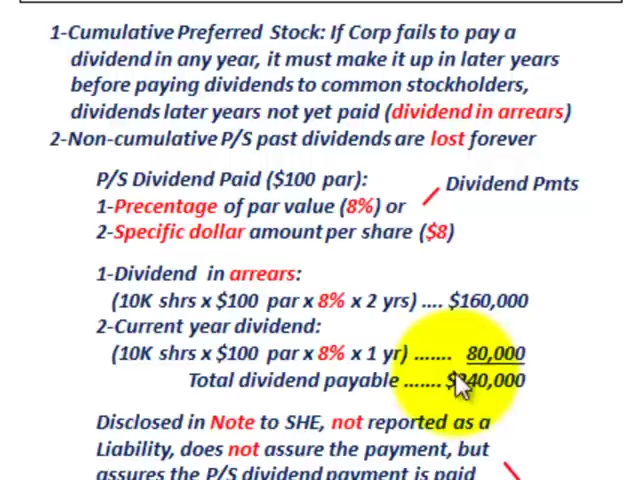 1-Cumulative Preferred Stock: If Corp fails to pay a
dividend in any year, it must make it up in later years
before paying dividends to common stockholders,
dividends later years not yet paid (dividend in arrears)
2-Non-cumulative P/S past dividends are lost forever
P/S Dividend Paid ($100 par):
Dividend Pmts
1-Precentage of par value (8%) or
2-Specific dollar amount per share ($8)
1-Dividend in arrears:
(10K shrs x $100 par x 8% x 2 yrs) .... $160,000
2-Current year dividend:
(10K shrs x $100 par x 8% x 1 yr) ....... 80,000
Total dividend payable ....... $240,000
Disclosed in Note to SHE, not reported as a
Liability, does not assure the payment, but
assures the P/S dividend payment is paid